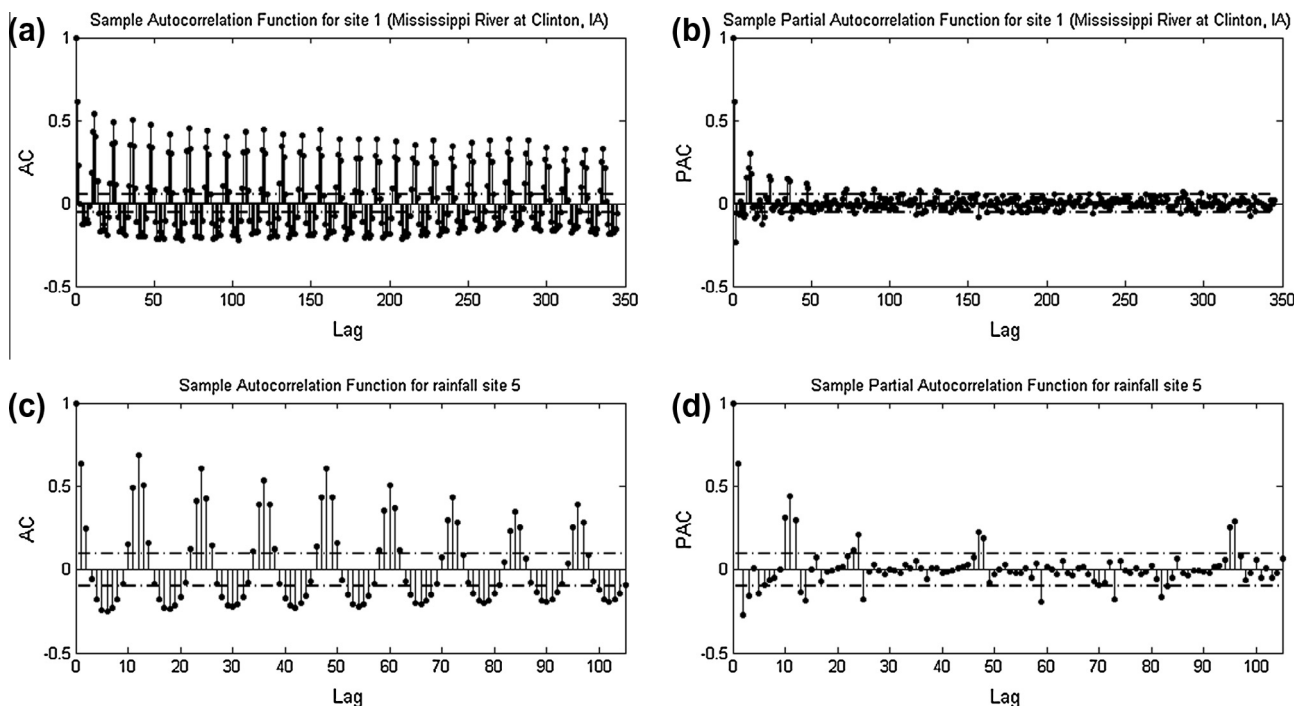 (a)
Sample Autocorrelation Function for site 1 (Mississippi River at Clinton, IA)
1
0.5
0
-0.5
AC
0 50 100 150 200 250 300 350
Lag
(b)
Sample Partial Autocorrelation Function for site 1 (Mississippi River at Clinton, IA)
1
0.5
0
-0.5
PAC
0 50 100 150 200 250 300 350
Lag
(c)
Sample Autocorrelation Function for rainfall site 5
1
0.5
0
-0.5
AC
0 10 20 30 40 50 60 70 80 90 100
Lag
(d)
Sample Partial Autocorrelation Function for rainfall site 5
1
0.5
0
-0.5
PAC
0 10 20 30 40 50 60 70 80 90 100
Lag